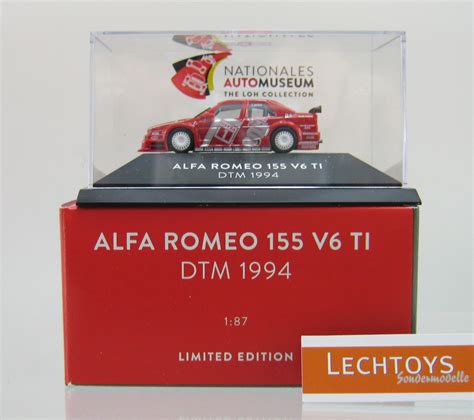 NATIONALES
AUTOMUSEUM
THE LOH COLLECTION
ALFA ROMEO 155 V6 TI
DTM 1994
ALFA ROMEO 155 V6 TI
DTM 1994
1:87
LIMITED EDITION
LECHTOYS
Sondermodelle